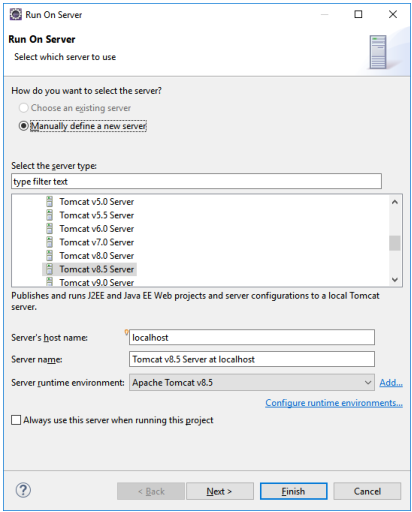 Run On Server
Run On Server
Select which server to use
How do you want to select the server?
Choose an existing server
Manually define a new server
Select the server type:
type filter text
Tomcat v5.0 Server
Tomcat v5.5 Server
Tomcat v6.0 Server
Tomcat v7.0 Server
Tomcat v8.0 Server
Tomcat v8.5 Server
Tomcat v9.0 Server
Publishes and runs J2EE and Java EE Web projects and server configurations to a local Tomcat
server.
Server's host name: localhost
Server name: Tomcat v8.5 Server at localhost
Server runtime environment: Apache Tomcat v8.5 Add...
Configure runtime environments...
Always use this server when running this project
? < Back Next > Finish Cancel